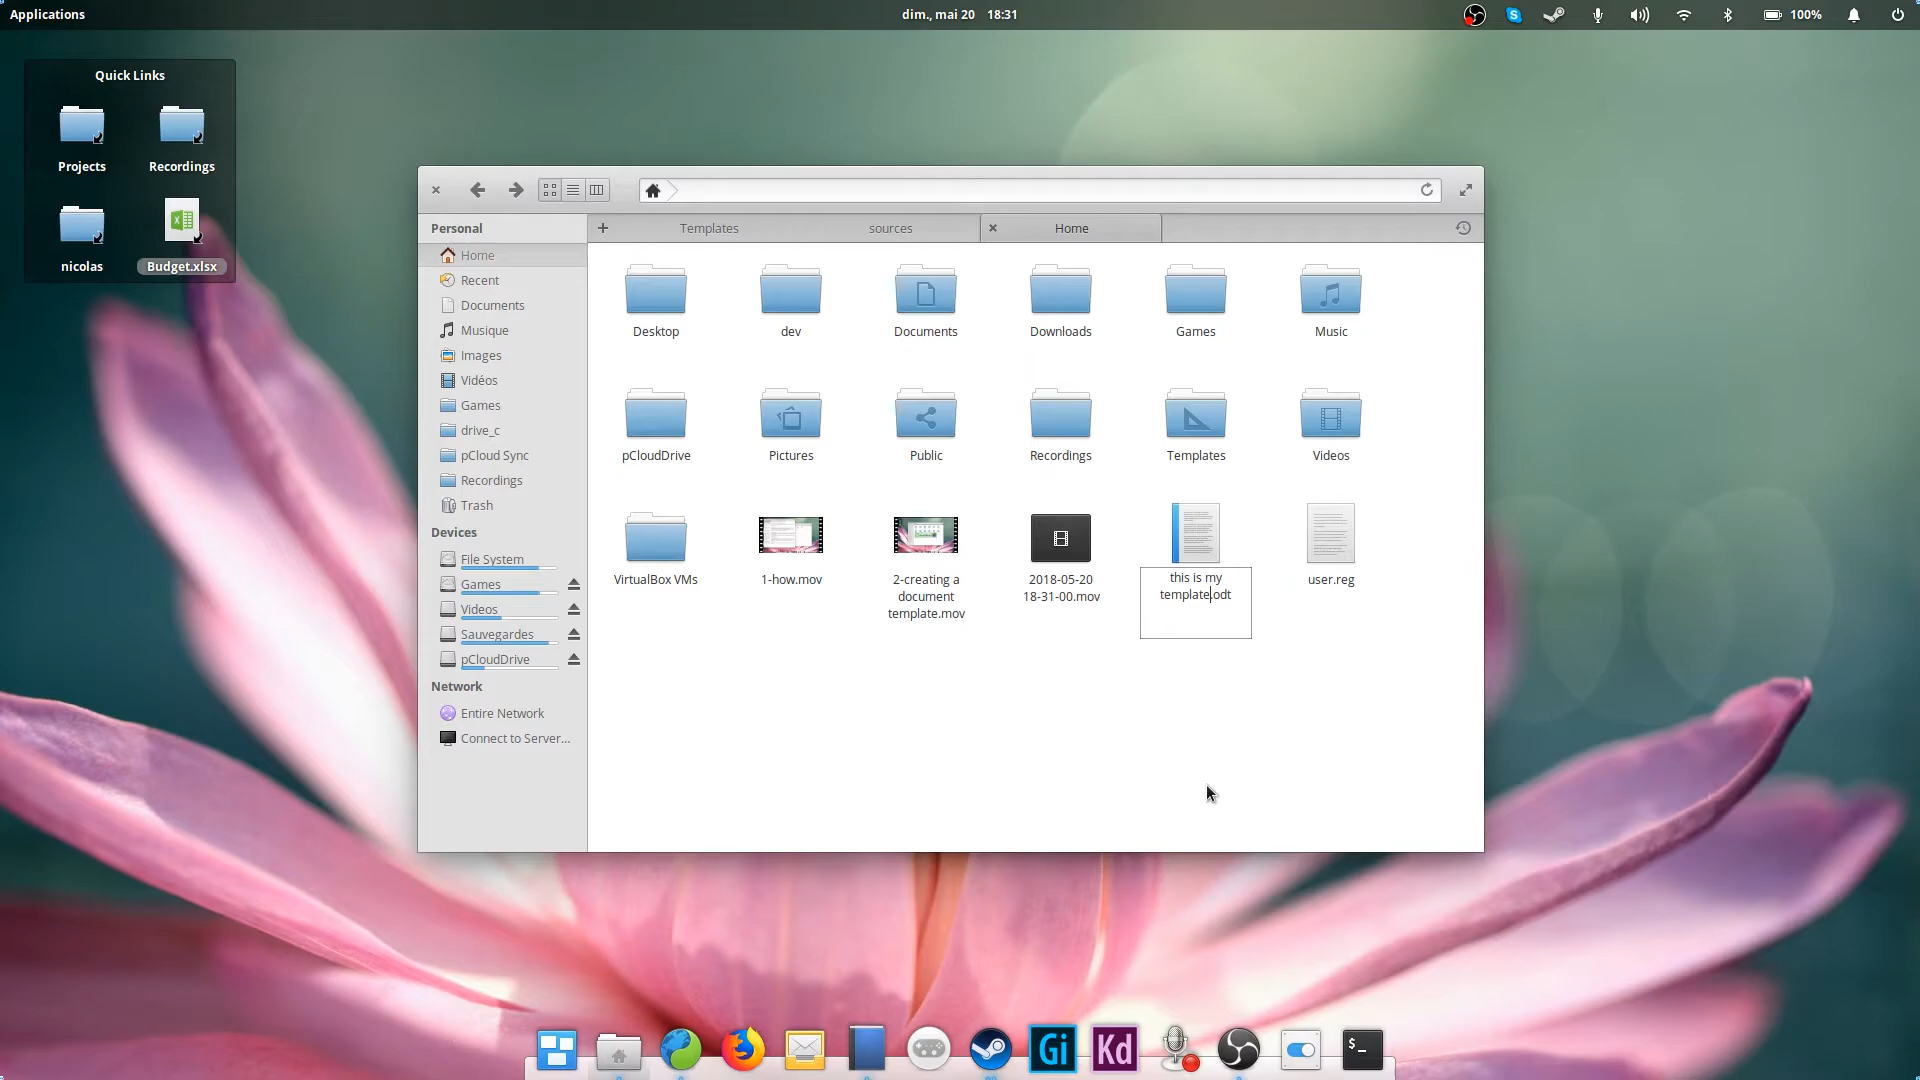 Applications
dim., mai 20 18:31
100%
Quick Links
Projects
Recordings
nicolas
Budget.xlsx
Personal
Home
Recent
Documents
Musique
Images
Vidéos
Games
drive_c
pCloud Sync
Recordings
Trash
Devices
File System
Games
Videos
Sauvegardes
pCloudDrive
Network
Entire Network
Connect to Server...
Templates
sources
Home
Desktop
dev
Documents
Downloads
Games
Music
pCloudDrive
Pictures
Public
Recordings
Templates
Videos
VirtualBox VMs
1-how.mov
2-creating a
document
template.mov
2018-05-20
18-31-00.mov
this is my
template.odt
user.reg
Gi
Kd
$_